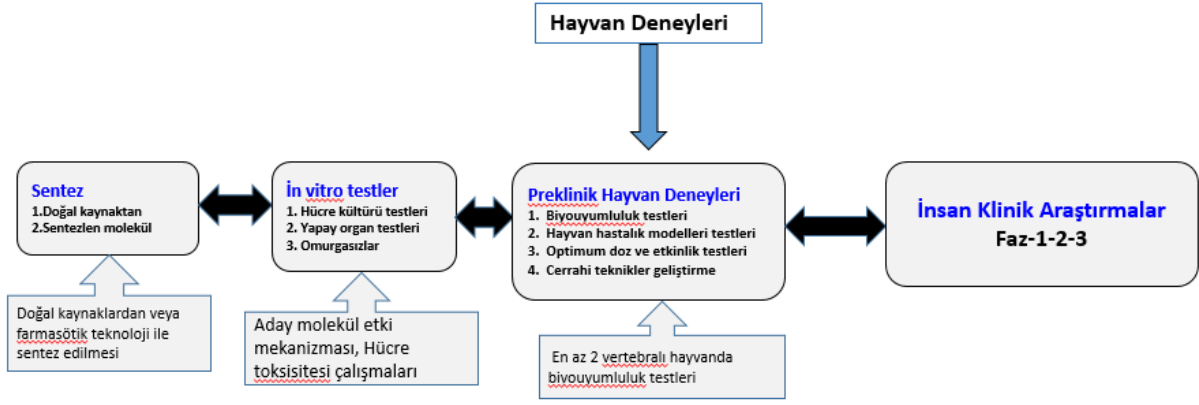 Hayvan Deneyleri
Sentez
1.Doğal kaynaktan
2.Sentezlen molekül
İn vitro testler
1. Hücre kültürü testleri
2. Yapay organ testleri
3. Omurgasızlar
Preklinik Hayvan Deneyleri
1. Biyouyumluluk testleri
2. Hayvan hastalık modelleri testleri
3. Optimum doz ve etkinlik testleri
4. Cerrahi teknikler geliştirme
İnsan Klinik Araştırmalar
Faz-1-2-3
Doğal kaynaklardan veya
farmasötik teknoloji ile
sentez edilmesi
Aday molekül etki
mekanizması, Hücre
toksisitesi çalışmaları
En az 2 vertebralı hayvanda
biyouyumluluk testleri